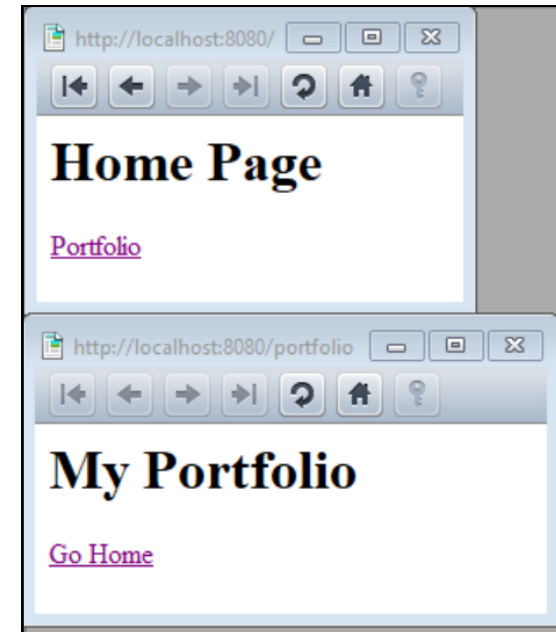 http://localhost:8080/
Home Page
Portfolio
http://localhost:8080/portfolio
My Portfolio
Go Home